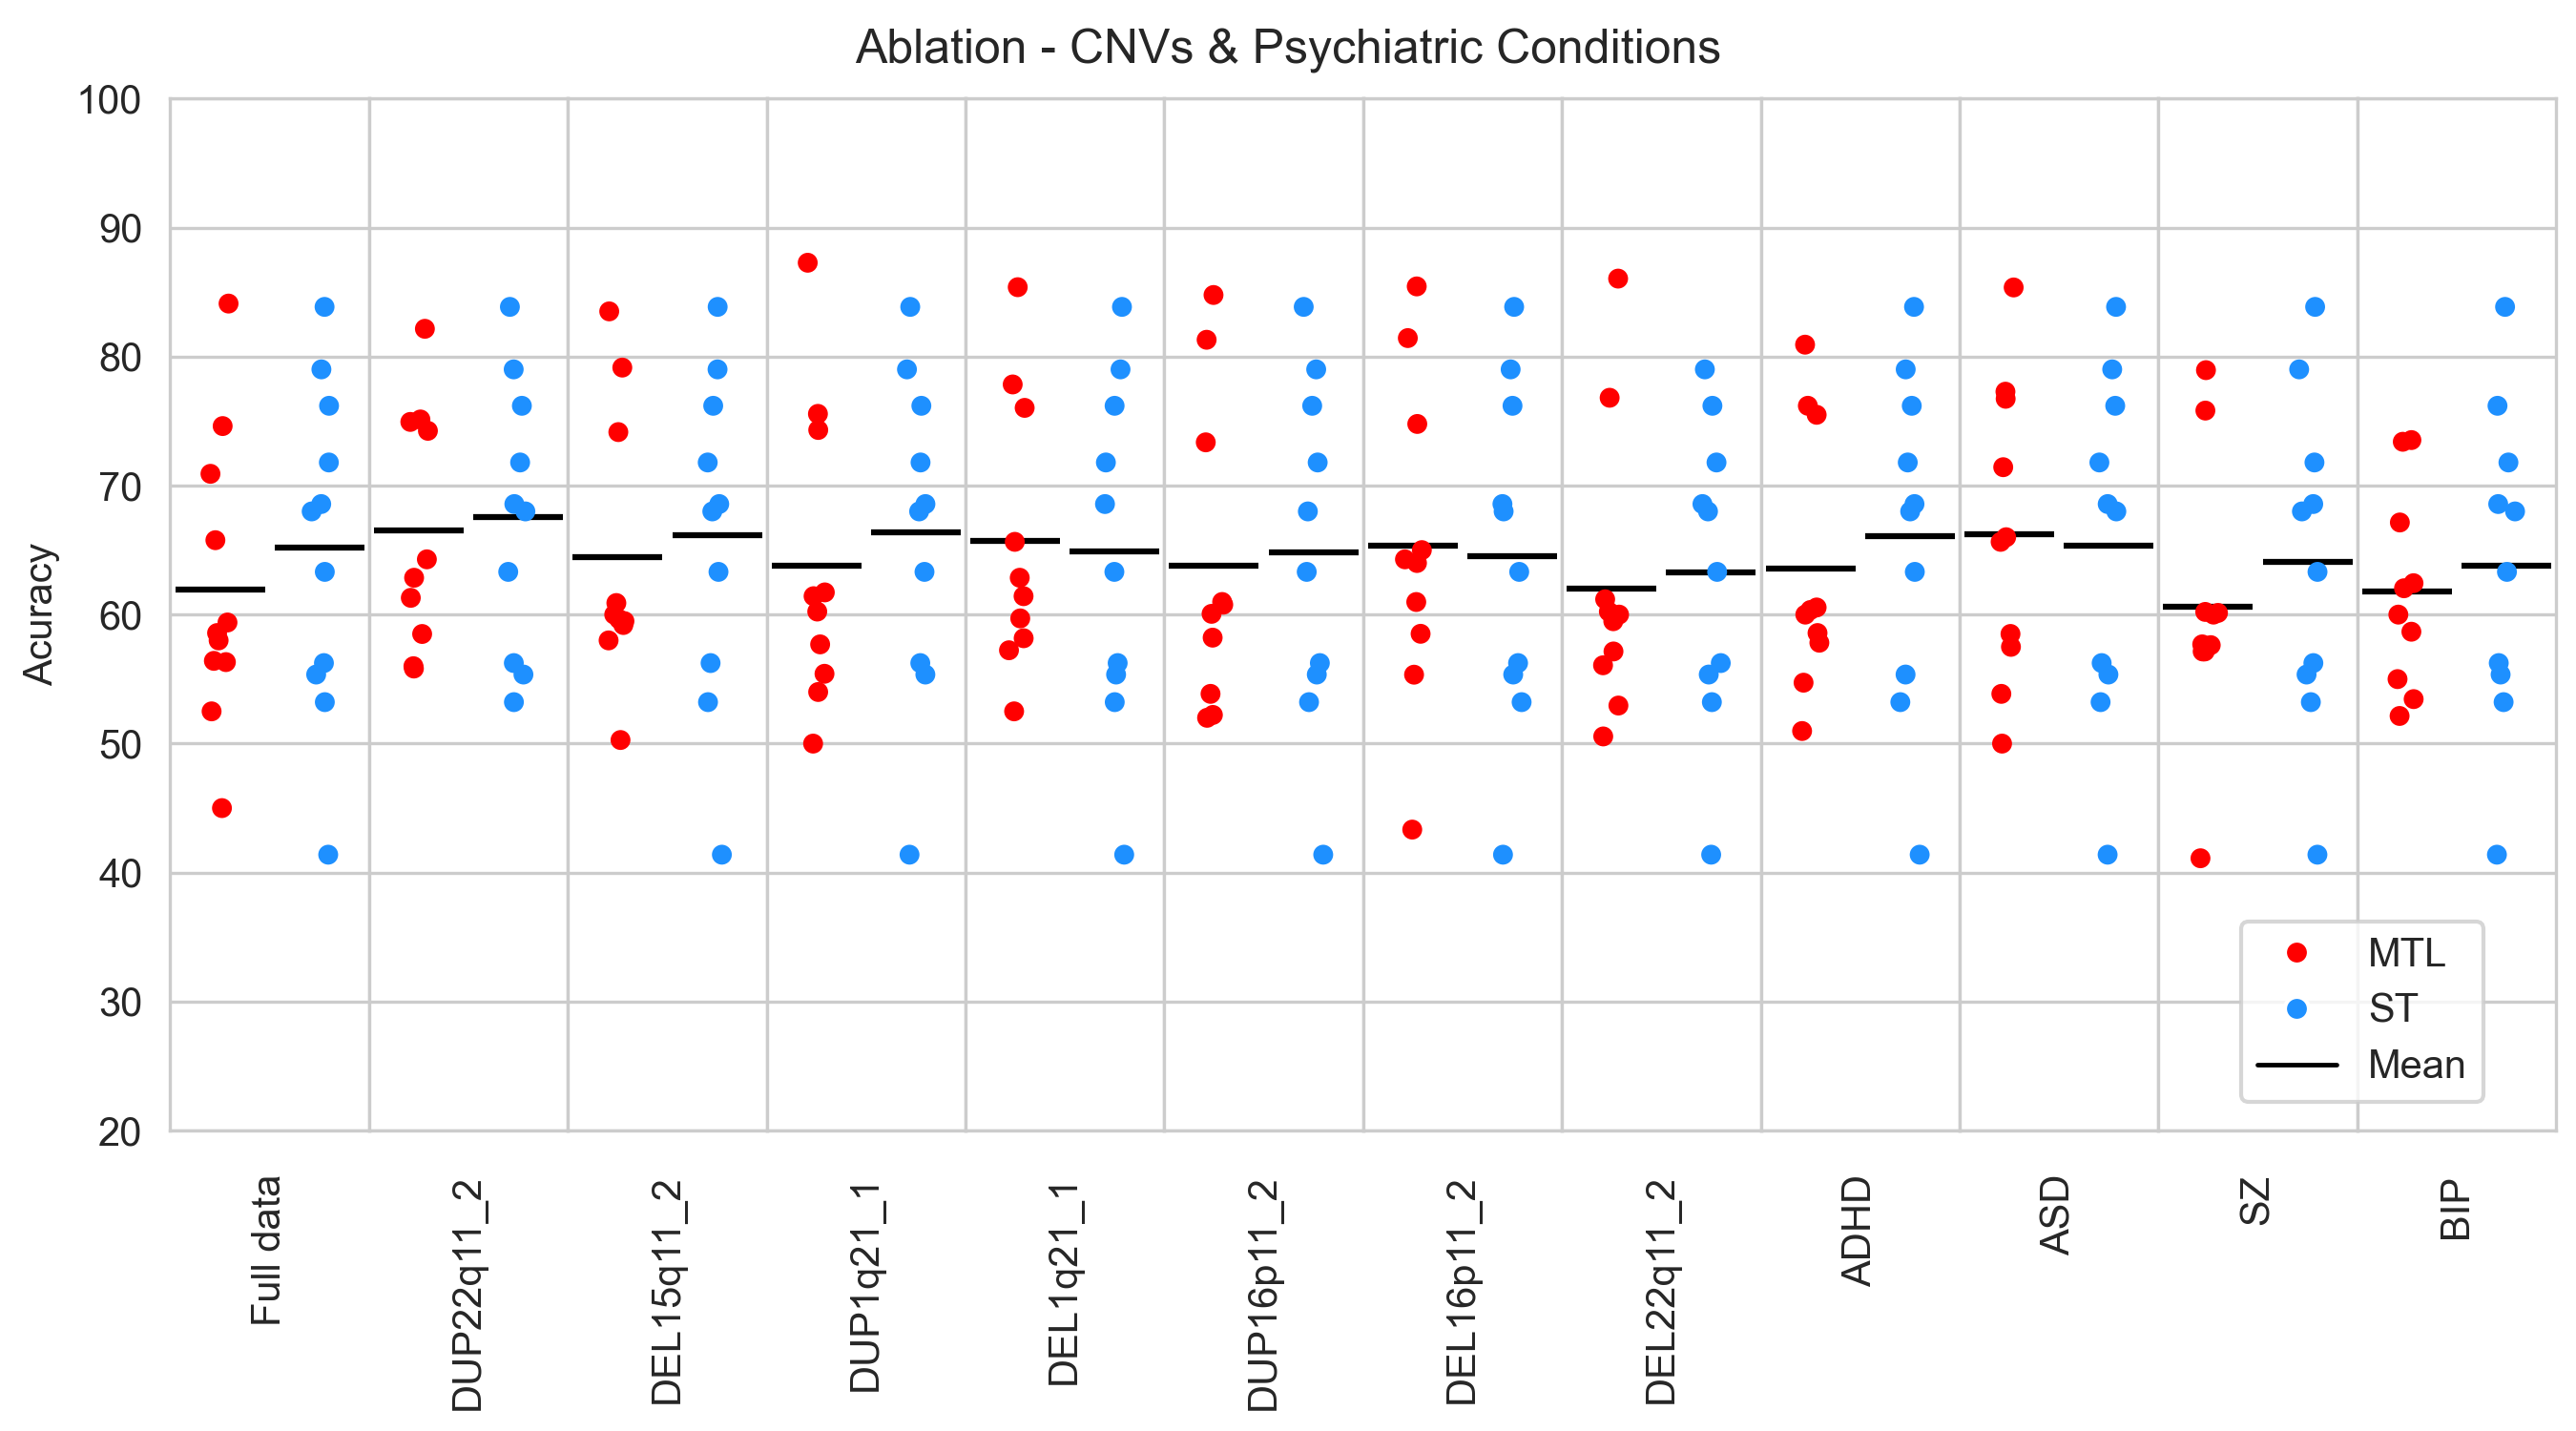 Ablation - CNVs & Psychiatric Conditions
100
90
80
70
60
50
40
30
20
Acuracy
MTL
ST
Mean
Full data
DUP22q11_2
DEL15q11_2
DUP1q21_1
DEL1q21_1
DUP16p11_2
DEL16p11_2
DEL22q11_2
ADHD
ASD
SZ
BIP